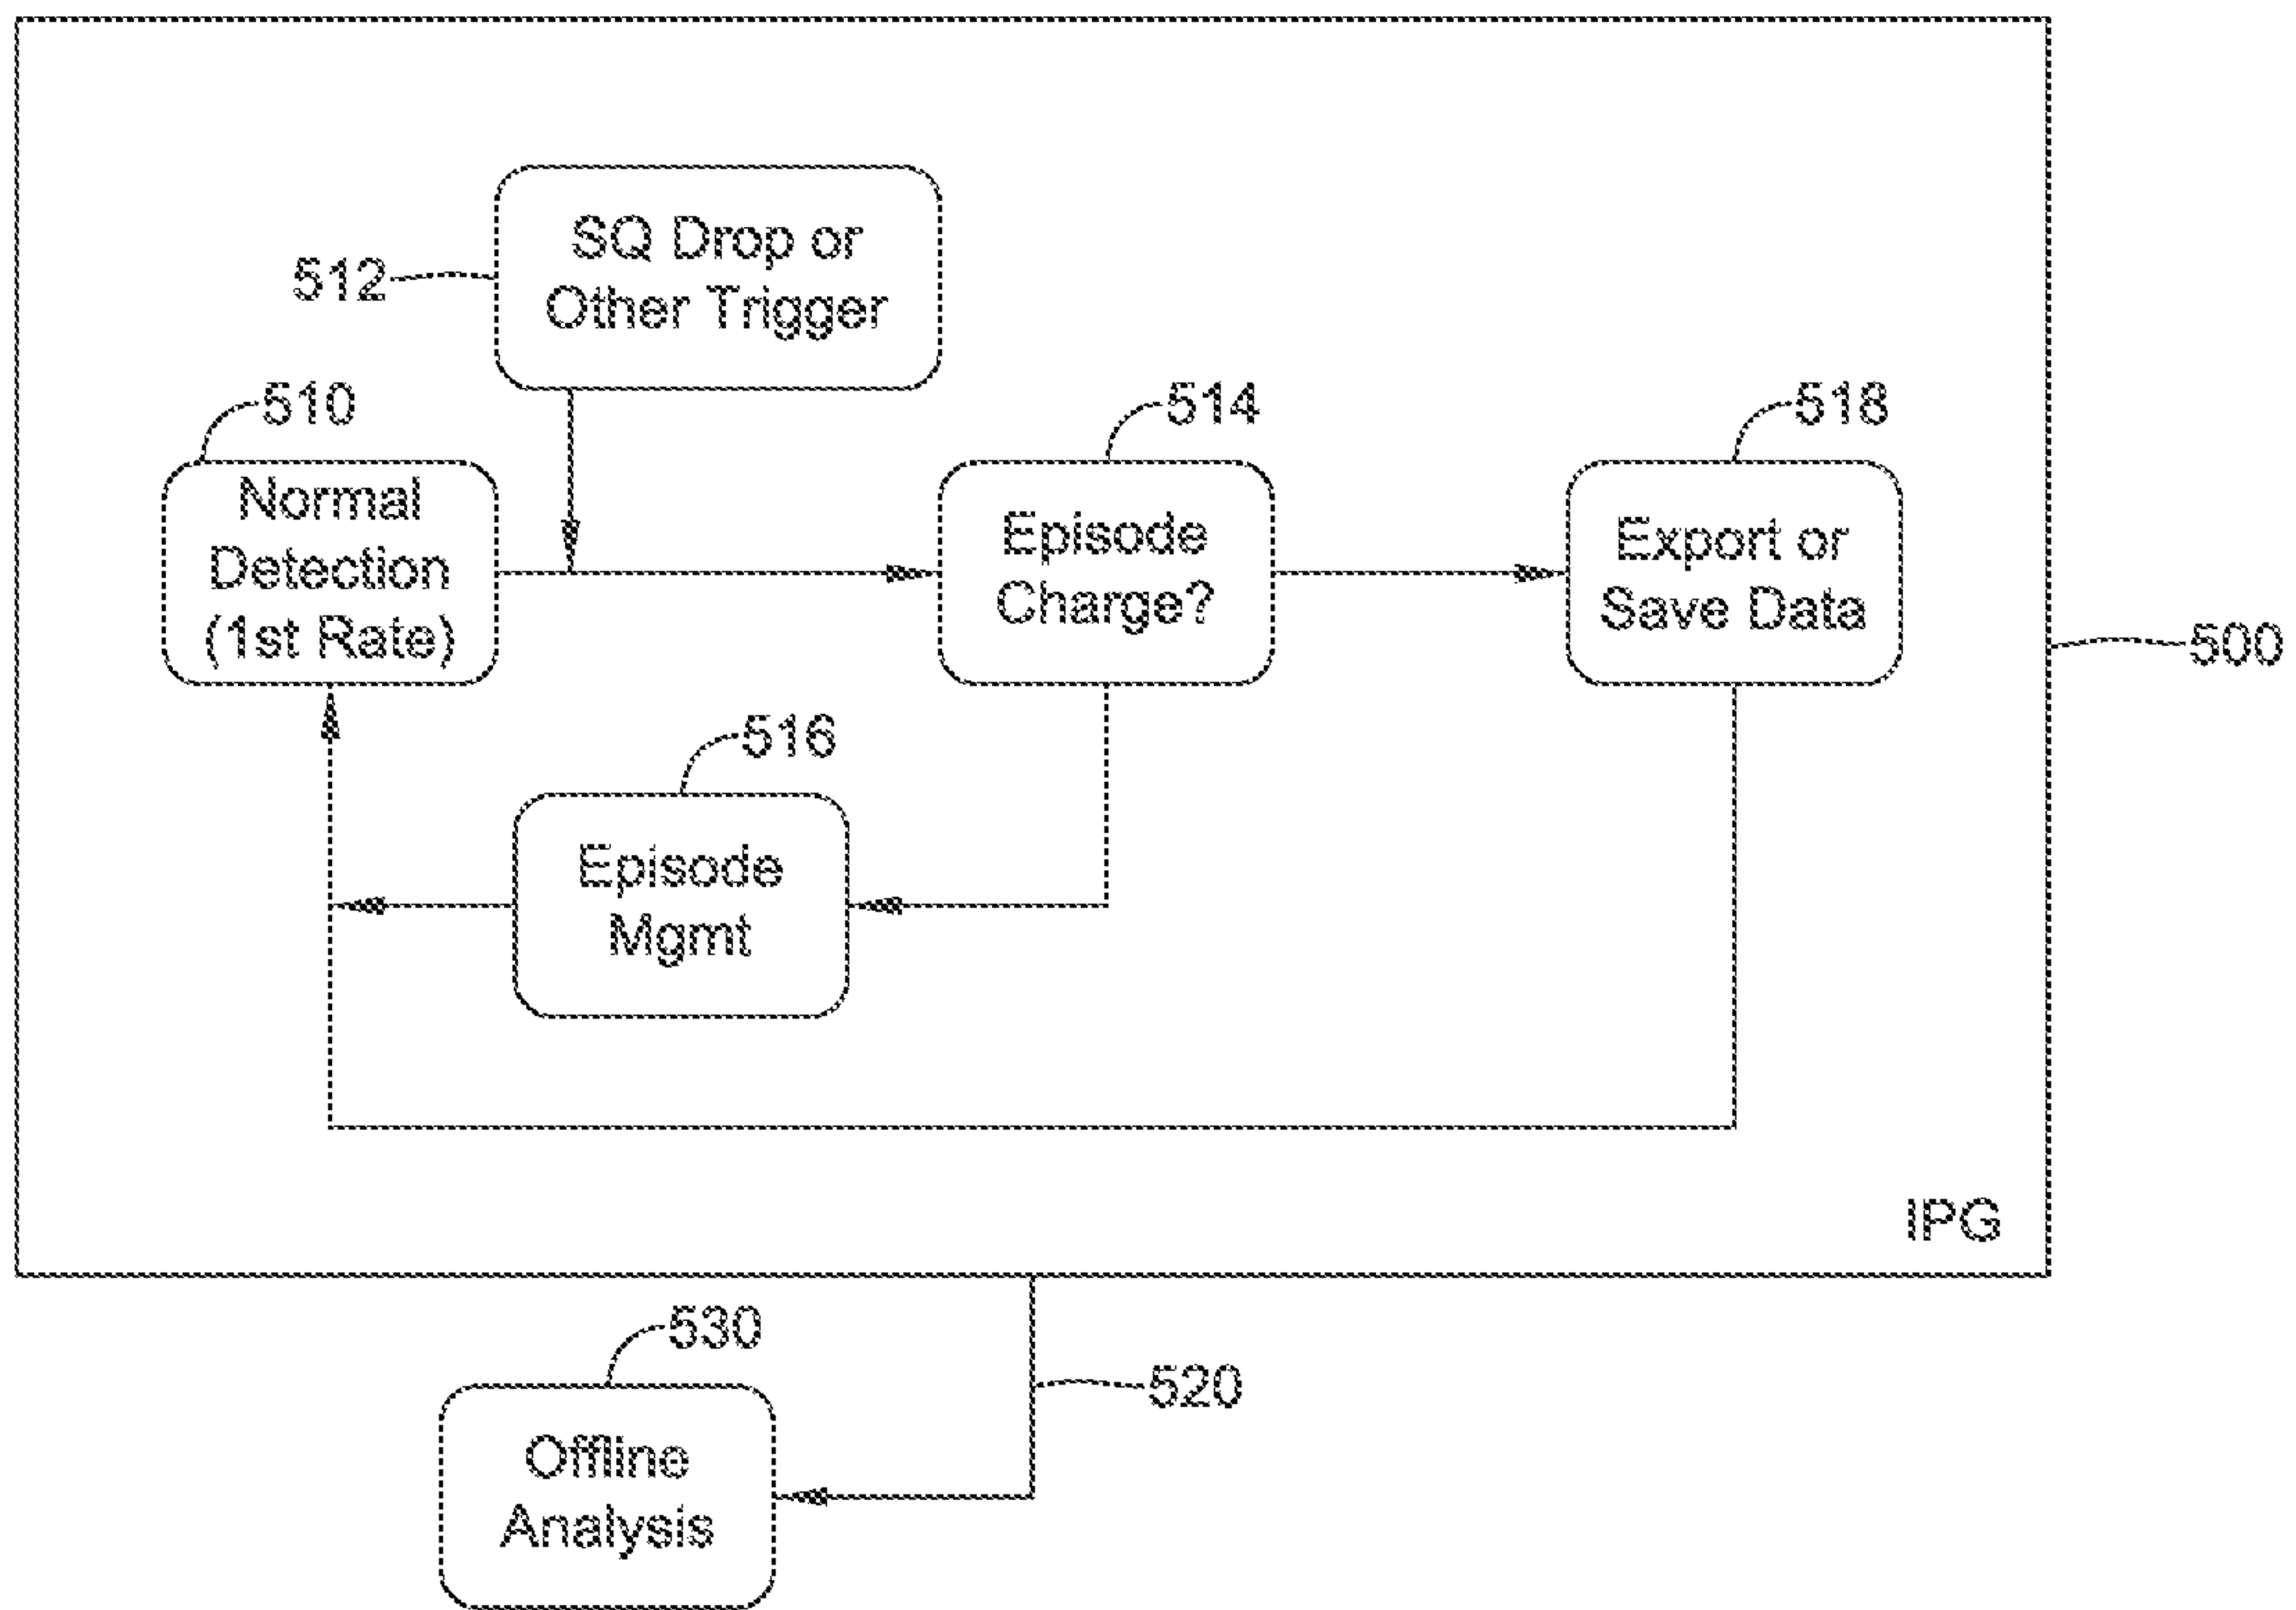 SQ Drop or
Other Trigger
512
510
Normal
Detection
(1st Rate)
514
Episode
Charge?
518
Export or
Save Data
500
516
Episode
Mgmt
IPG
530
Offline
Analysis
520